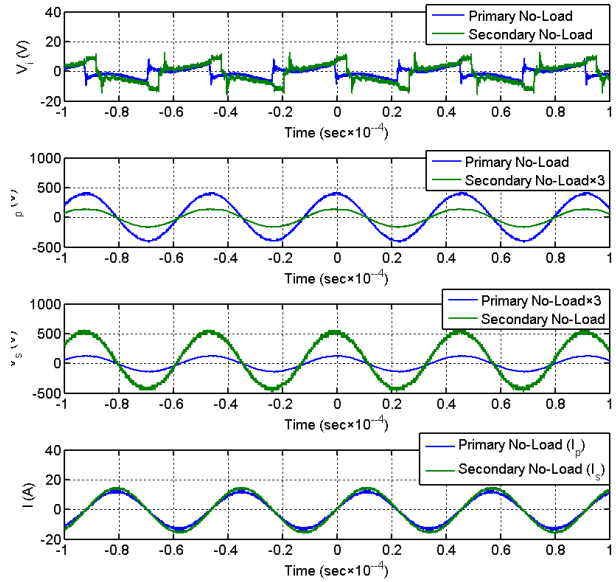 40
20
0
-20
V_i (V)
Primary No-Load
Secondary No-Load
-1 -0.8 -0.6 -0.4 -0.2 0 0.2 0.4 0.6 0.8 1
Time (sec×10^-4)
1000
500
0
-500
p (V)
Primary No-Load
Secondary No-Load×3
-1 -0.8 -0.6 -0.4 -0.2 0 0.2 0.4 0.6 0.8 1
Time (sec×10^-4)
1000
500
0
-500
V_s (V)
Primary No-Load×3
Secondary No-Load
-1 -0.8 -0.6 -0.4 -0.2 0 0.2 0.4 0.6 0.8 1
Time (sec×10^-4)
40
20
0
-20
I (A)
Primary No-Load (I_p)
Secondary No-Load (I_s)
-1 -0.8 -0.6 -0.4 -0.2 0 0.2 0.4 0.6 0.8 1
Time (sec×10^-4)